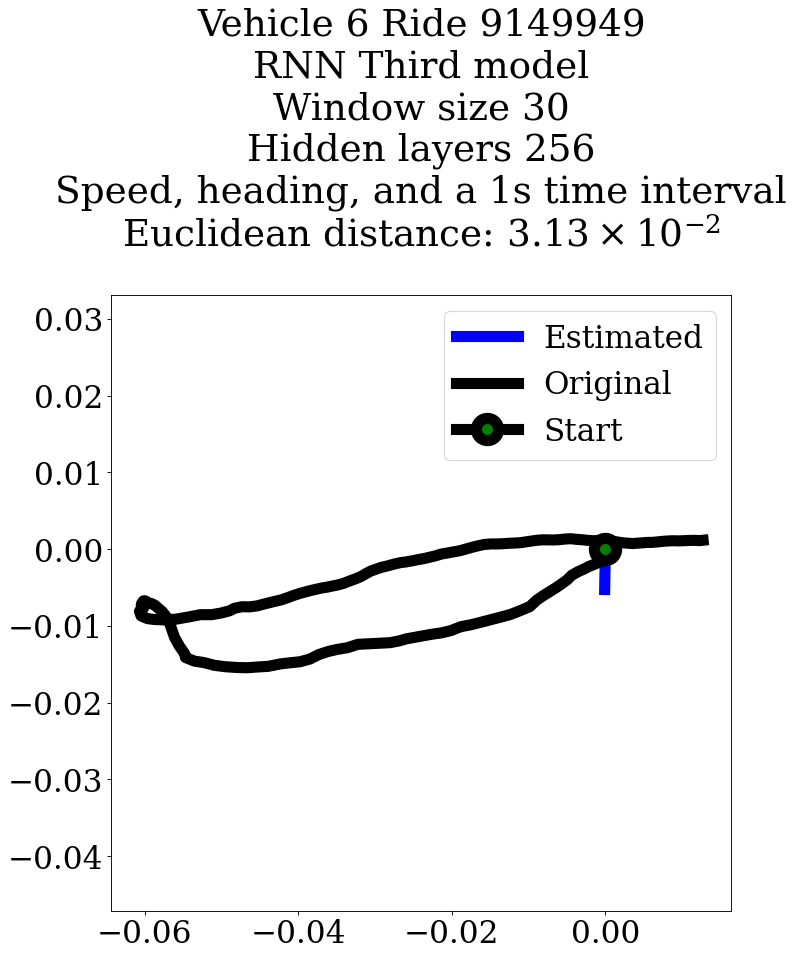 Vehicle 6 Ride 9149949
RNN Third model
Window size 30
Hidden layers 256
Speed, heading, and a 1s time interval
Euclidean distance: 3.13 × 10⁻²
Estimated
Original
Start
0.03
0.02
0.01
0.00
−0.01
−0.02
−0.03
−0.04
−0.06 −0.04 −0.02 0.00